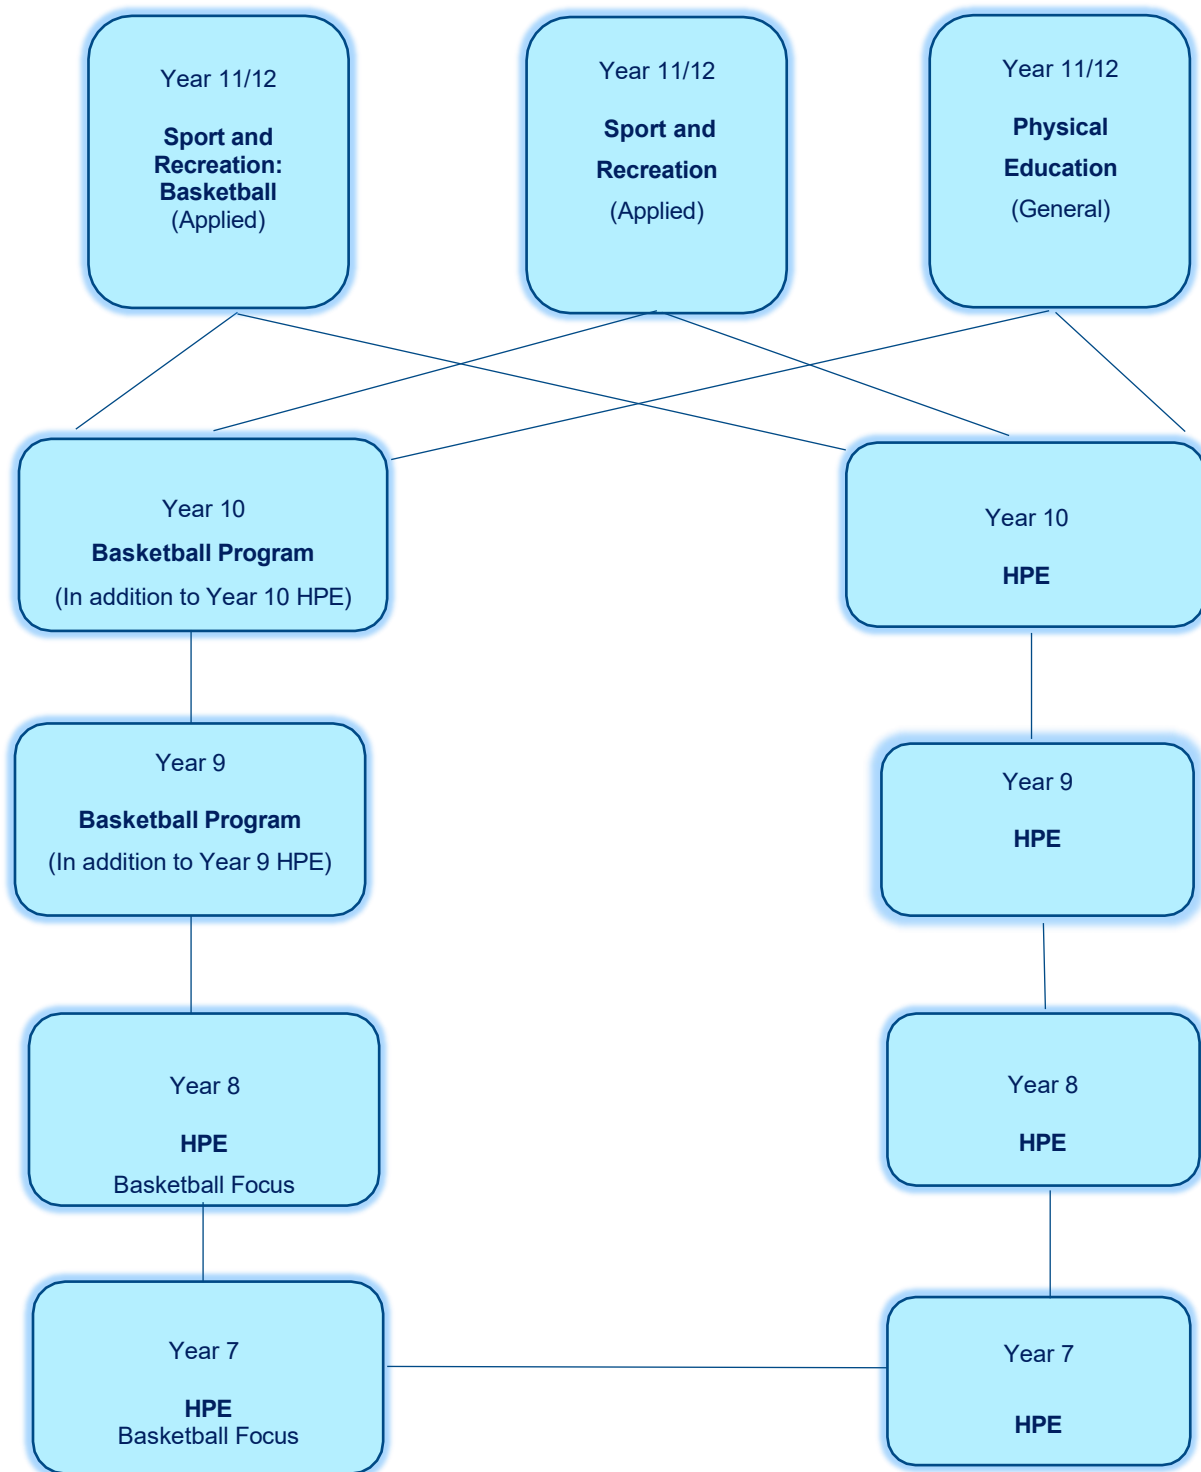 Year 11/12
Sport and
Recreation:
Basketball
(Applied)
Year 11/12
Sport and
Recreation
(Applied)
Year 11/12
Physical
Education
(General)
Year 10
Basketball Program
(In addition to Year 10 HPE)
Year 10
HPE
Year 9
Basketball Program
(In addition to Year 9 HPE)
Year 9
HPE
Year 8
HPE
Basketball Focus
Year 8
HPE
Year 7
HPE
Basketball Focus
Year 7
HPE